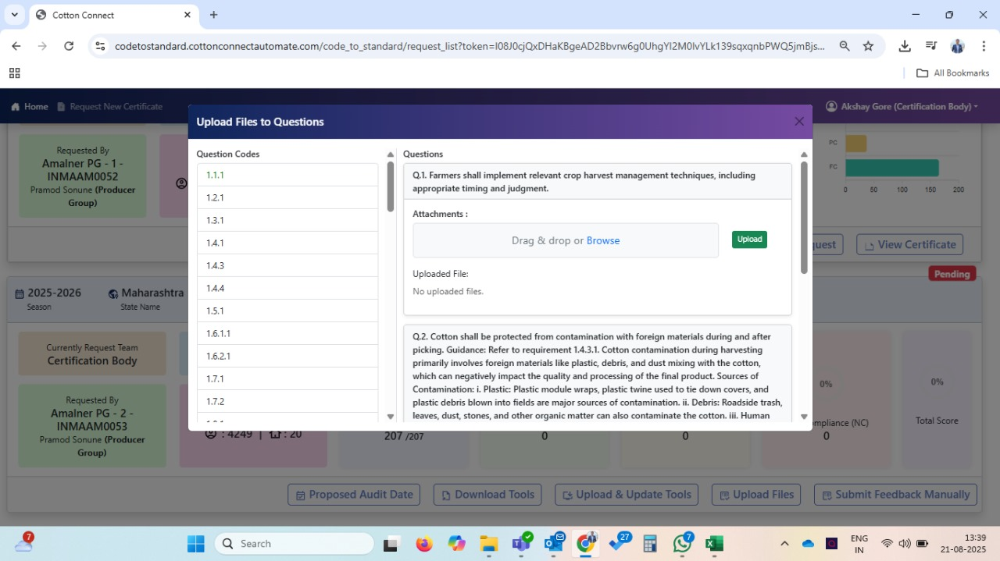 Cotton Connect
codetostandard.cottonconnectautomate.com/code_to_standard/request_list?token=
All Bookmarks
Home
Request New Certificate
Akshay Gore (Certification Body)
Upload Files to Questions
Question Codes
1.1.1
1.2.1
1.3.1
1.4.1
1.4.3
1.4.4
1.5.1
1.6.1.1
1.6.2.1
1.7.1
1.7.2
Questions
Q.1. Farmers shall implement relevant crop harvest management techniques, including
appropriate timing and judgment.
Attachments :
Drag & drop or Browse
Upload
Uploaded File:
No uploaded files.
Q.2. Cotton shall be protected from contamination with foreign materials during and after
picking. Guidance: Refer to requirement 1.4.3.1. Cotton contamination during harvesting
primarily involves foreign materials like plastic, debris, and dust mixing with the cotton,
which can negatively impact the quality and processing of the final product. Sources of
Contamination: i. Plastic: Plastic module wraps, plastic twine used to tie down covers, and
plastic debris blown into fields are major sources of contamination. ii. Debris: Roadside trash,
leaves, dust, stones, and other organic matter can also contaminate the cotton. iii. Human
Requested By
Amalner PG - 1 -
INMAAM0052
Pramod Sonune (Producer
Group)
PC
FC
0 50 100 150 200
View Certificate
Pending
2025-2026
Season
Maharashtra
State Name
Currently Request Team
Certification Body
Requested By
Amalner PG - 2 -
INMAAM0053
Pramod Sonune (Producer
Group)
: 4249 | : 20
207 /207
0
0
0%
(NC)
0
0%
Total Score
Proposed Audit Date
Download Tools
Upload & Update Tools
Upload Files
Submit Feedback Manually
7
Search
27
7
ENG
IN
13:39
21-08-2025